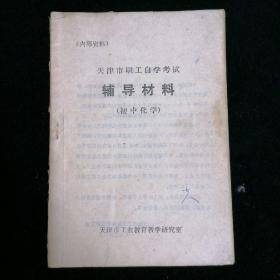 (内部资料)
天津市职工自学考试
辅导材料
(初中化学)
天津市工农教育教学研究室